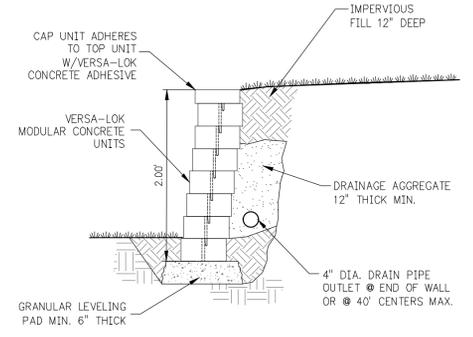 IMPERVIOUS
FILL 12" DEEP
CAP UNIT ADHERES
TO TOP UNIT
W/VERSA-LOK
CONCRETE ADHESIVE
VERSA-LOK
MODULAR CONCRETE
UNITS
2.00'
DRAINAGE AGGREGATE
12" THICK MIN.
4" DIA. DRAIN PIPE
OUTLET @ END OF WALL
OR @ 40' CENTERS MAX.
GRANULAR LEVELING
PAD MIN. 6" THICK